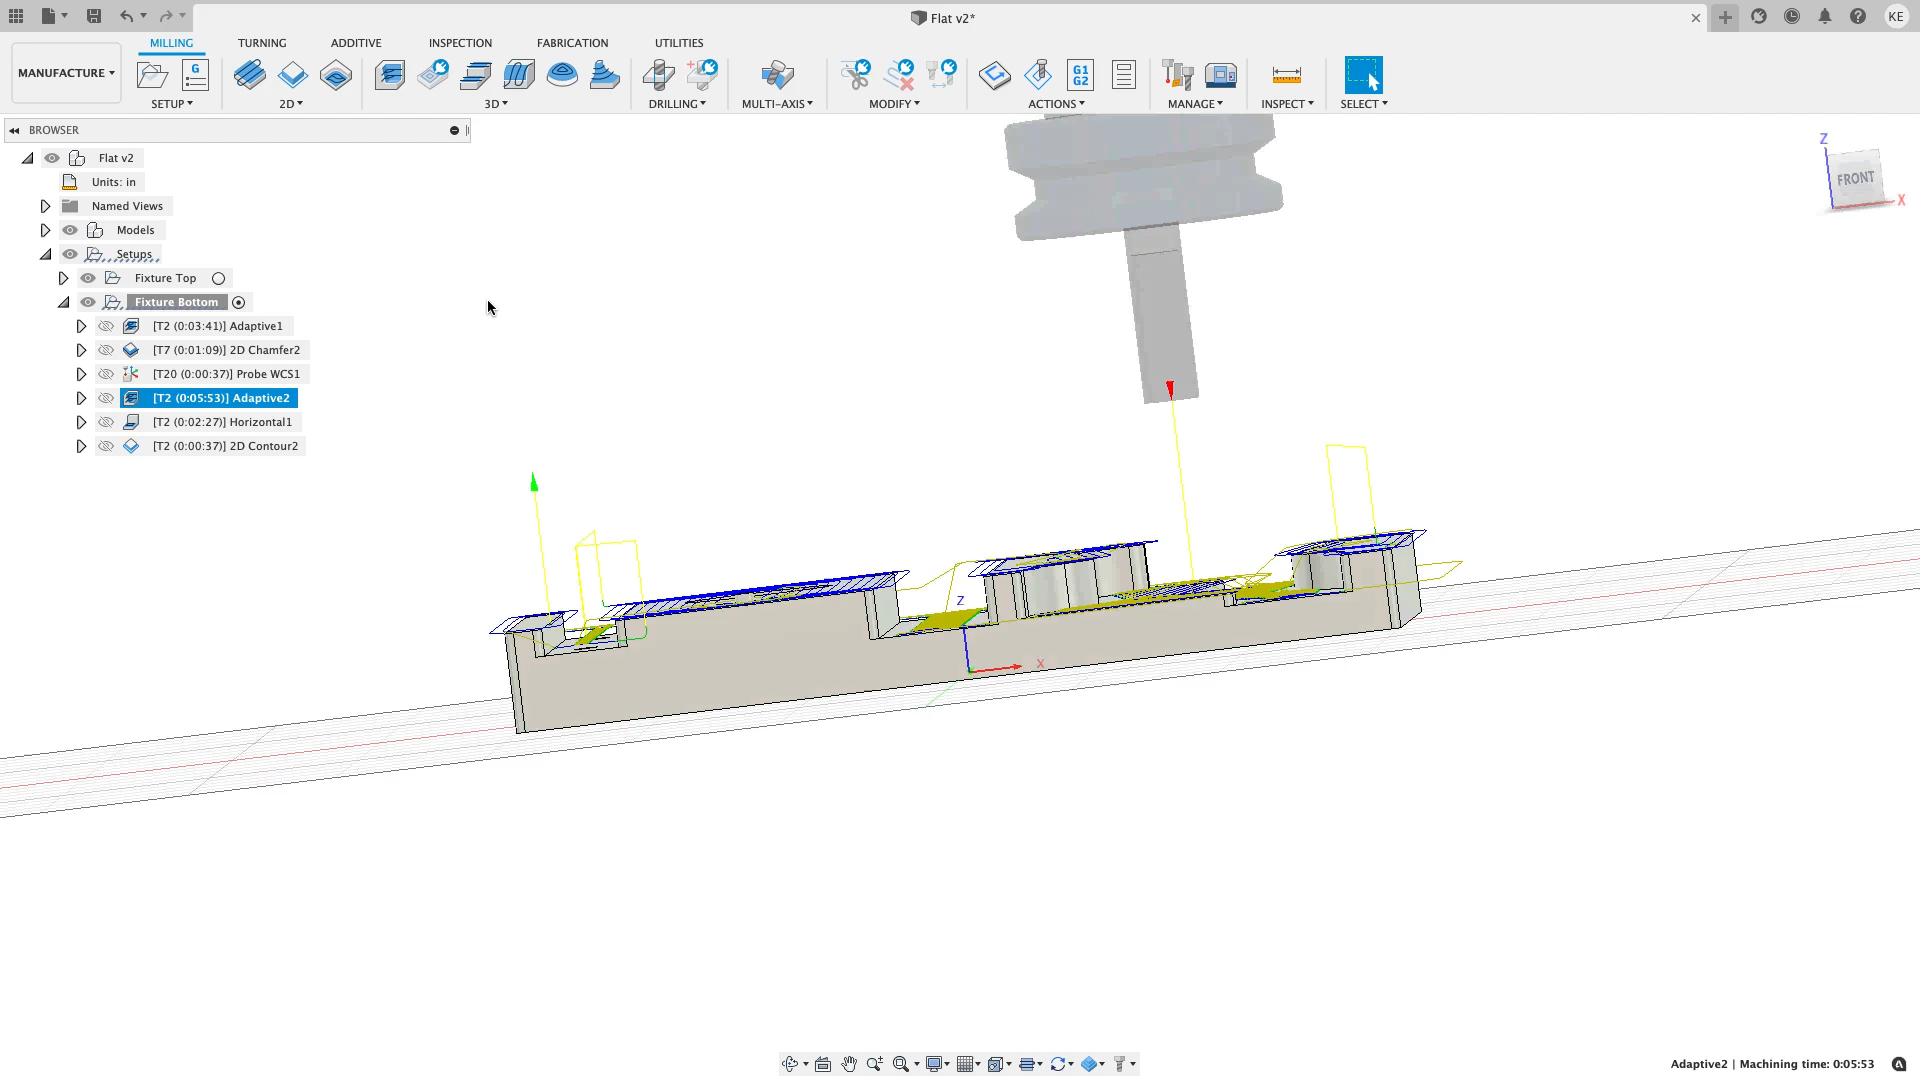 Flat v2*
KE
MILLING TURNING ADDITIVE INSPECTION FABRICATION UTILITIES
MANUFACTURE
G
G1
G2
SETUP 2D 3D DRILLING MULTI-AXIS MODIFY ACTIONS MANAGE INSPECT SELECT
BROWSER
Flat v2
Units: in
Named Views
Models
Setups
Fixture Top
Fixture Bottom
[T2 (0:03:41)] Adaptive1
[T7 (0:01:09)] 2D Chamfer2
[T20 (0:00:37)] Probe WCS1
[T2 (0:05:53)] Adaptive2
[T2 (0:02:27)] Horizontal1
[T2 (0:00:37)] 2D Contour2
Z
FRONT
X
Z
X
Adaptive2 | Machining time: 0:05:53